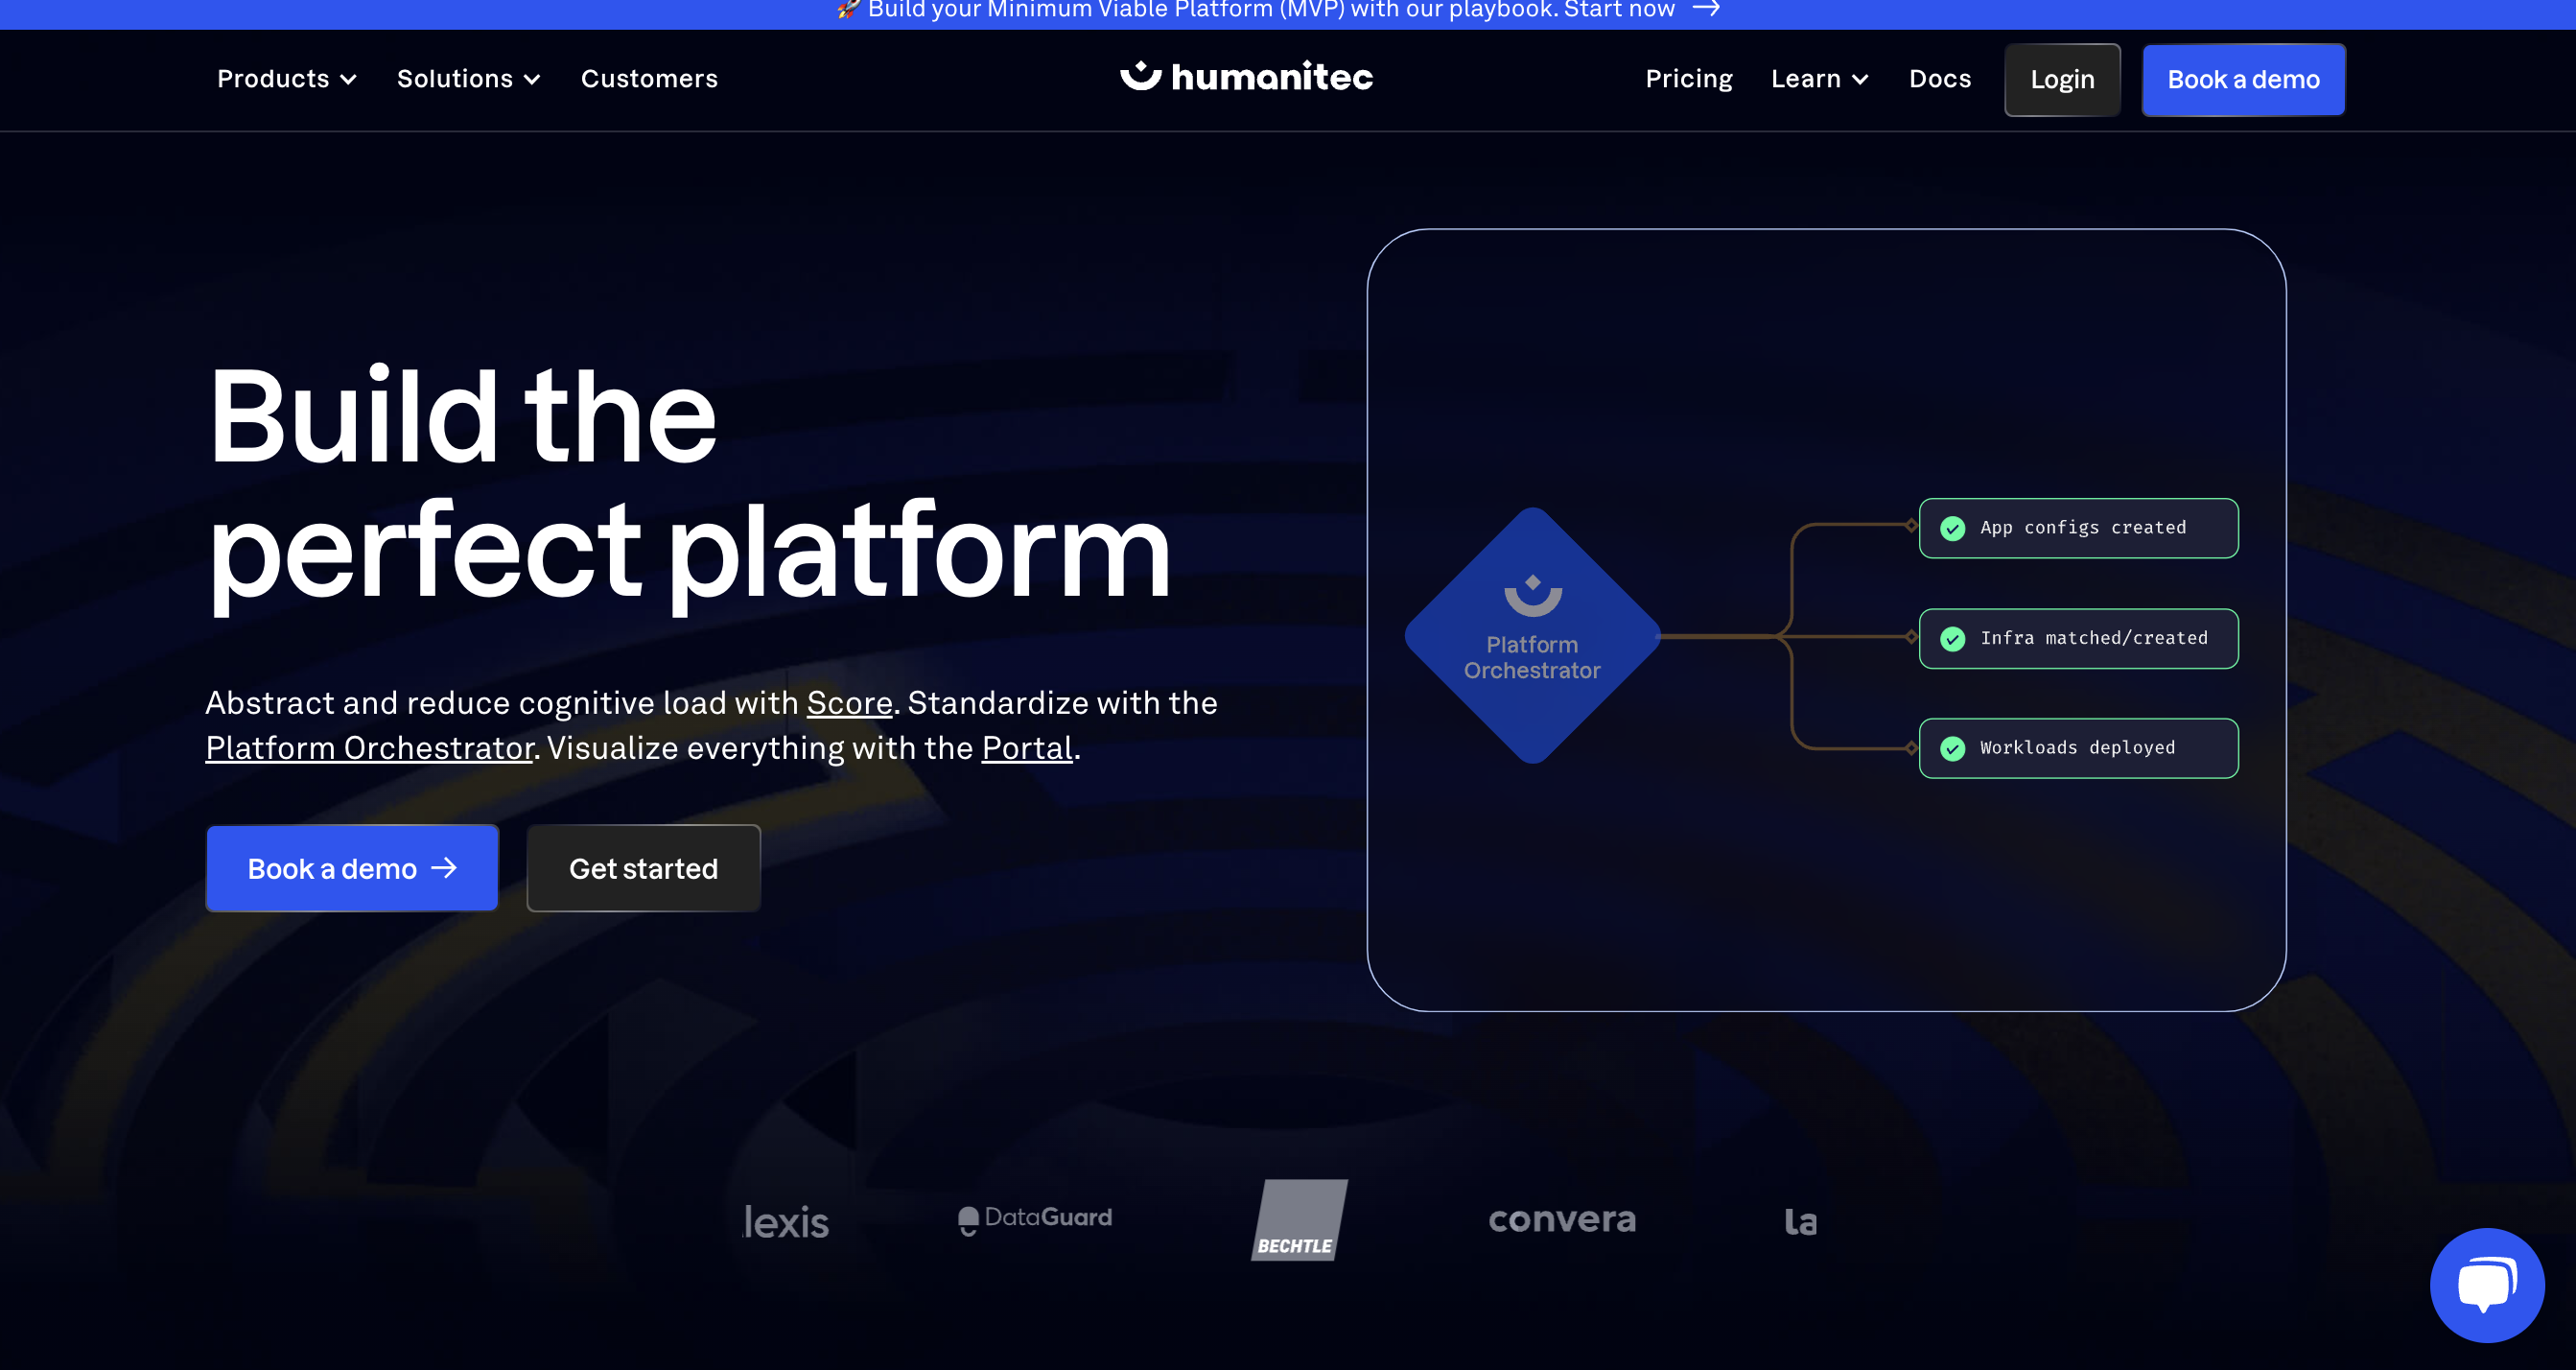 🚀 Build your Minimum Viable Platform (MVP) with our playbook. Start now →
Products Solutions Customers humanitec Pricing Learn Docs Login Book a demo
Build the
perfect platform
Abstract and reduce cognitive load with Score. Standardize with the
Platform Orchestrator. Visualize everything with the Portal.
Book a demo → Get started
Platform
Orchestrator
App configs created
Infra matched/created
Workloads deployed
lexis DataGuard BECHTLE convera la